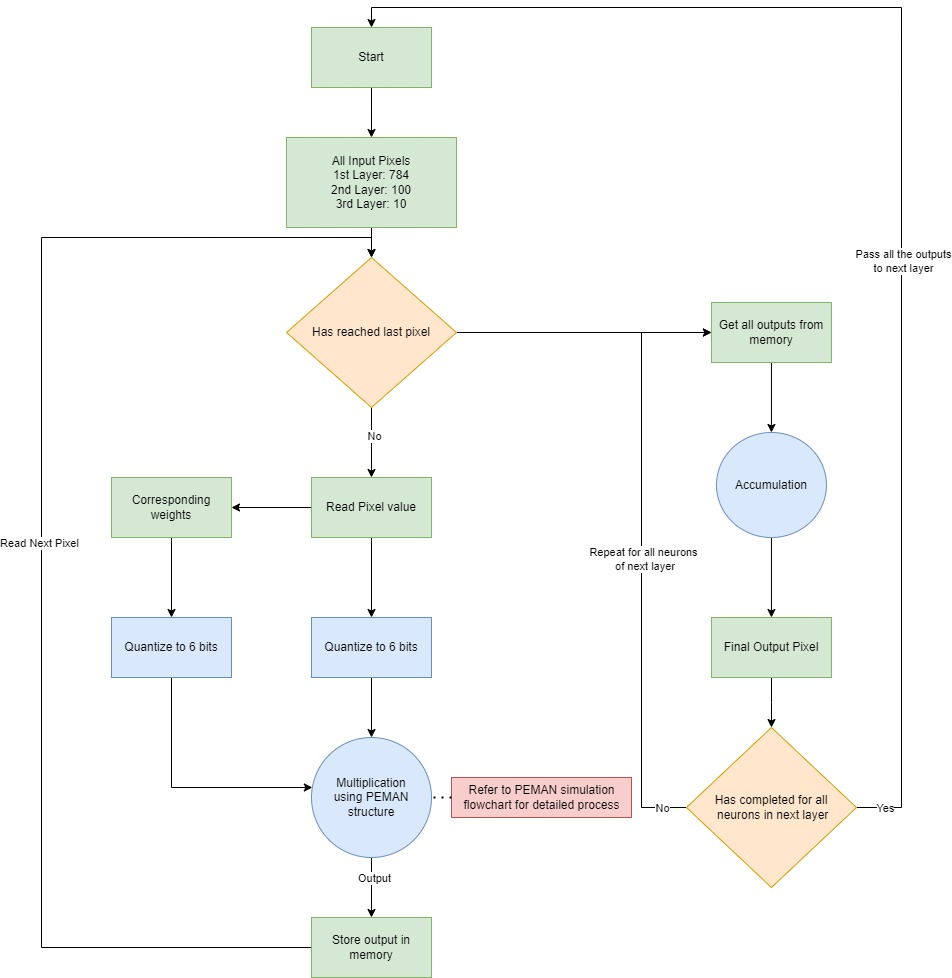 Start
All Input Pixels
1st Layer: 784
2nd Layer: 100
3rd Layer: 10
Pass all the outputs
to next layer
Has reached last pixel
Get all outputs from
memory
No
Corresponding
weights
Read Pixel value
Accumulation
Read Next Pixel
Repeat for all neurons
of next layer
Quantize to 6 bits
Quantize to 6 bits
Final Output Pixel
Multiplication
using PEMAN
structure
Refer to PEMAN simulation
flowchart for detailed process
No
Has completed for all
neurons in next layer
Yes
Output
Store output in
memory